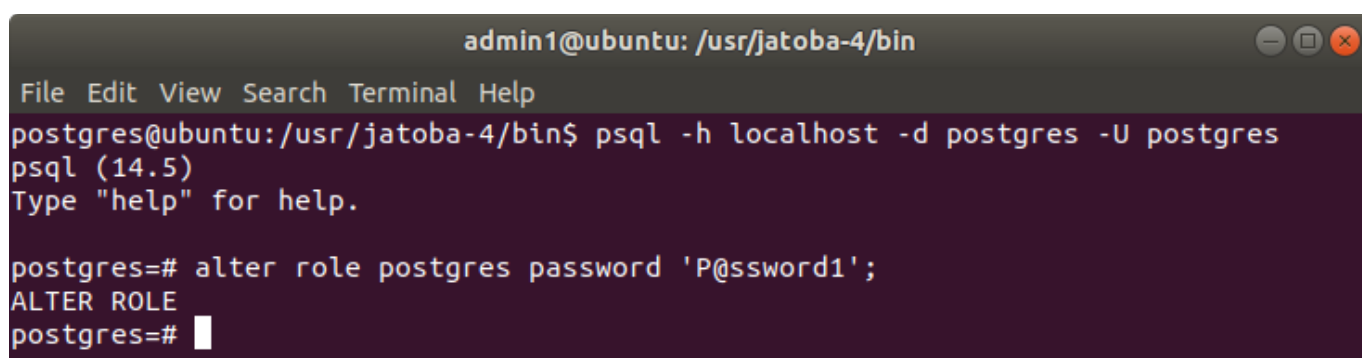 admin1@ubuntu: /usr/jatoba-4/bin
File Edit View Search Terminal Help
postgres@ubuntu:/usr/jatoba-4/bin$ psql -h localhost -d postgres -U postgres
psql (14.5)
Type "help" for help.
postgres=# alter role postgres password 'P@ssword1';
ALTER ROLE
postgres=#